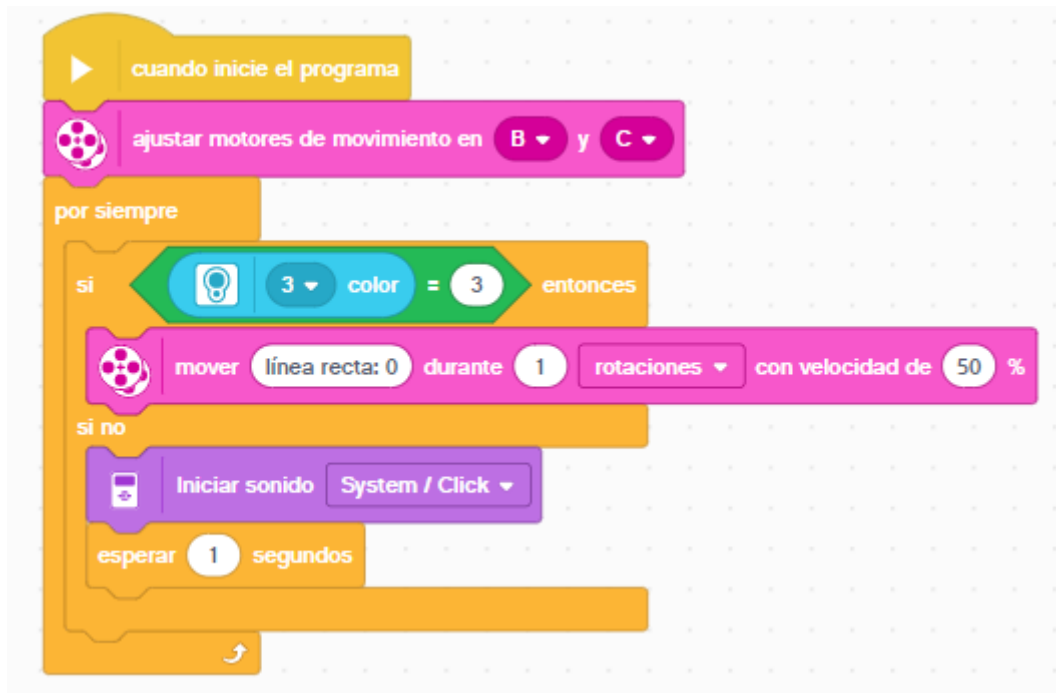 cuando inicie el programa
ajustar motores de movimiento en B y C
por siempre
si 3 color = 3 entonces
mover línea recta: 0 durante 1 rotaciones con velocidad de 50 %
si no
Iniciar sonido System / Click
esperar 1 segundos